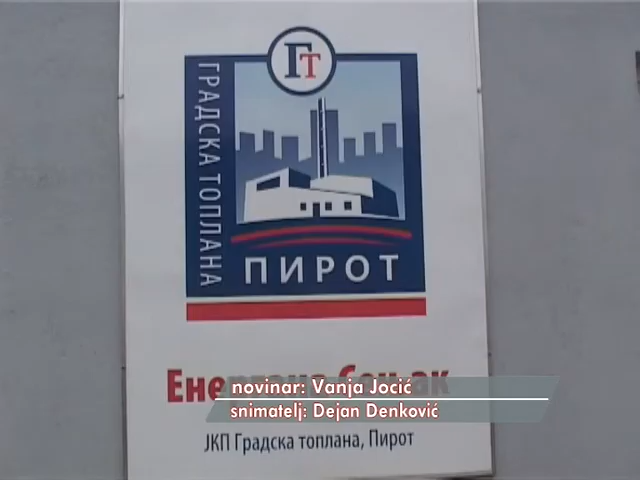 ГТ
ГРАДСКА ТОПЛАНА
ПИРОТ
novinar: Vanja Jocić
snimatelj: Dejan Denković
ЈКП Градска топлана, Пирот